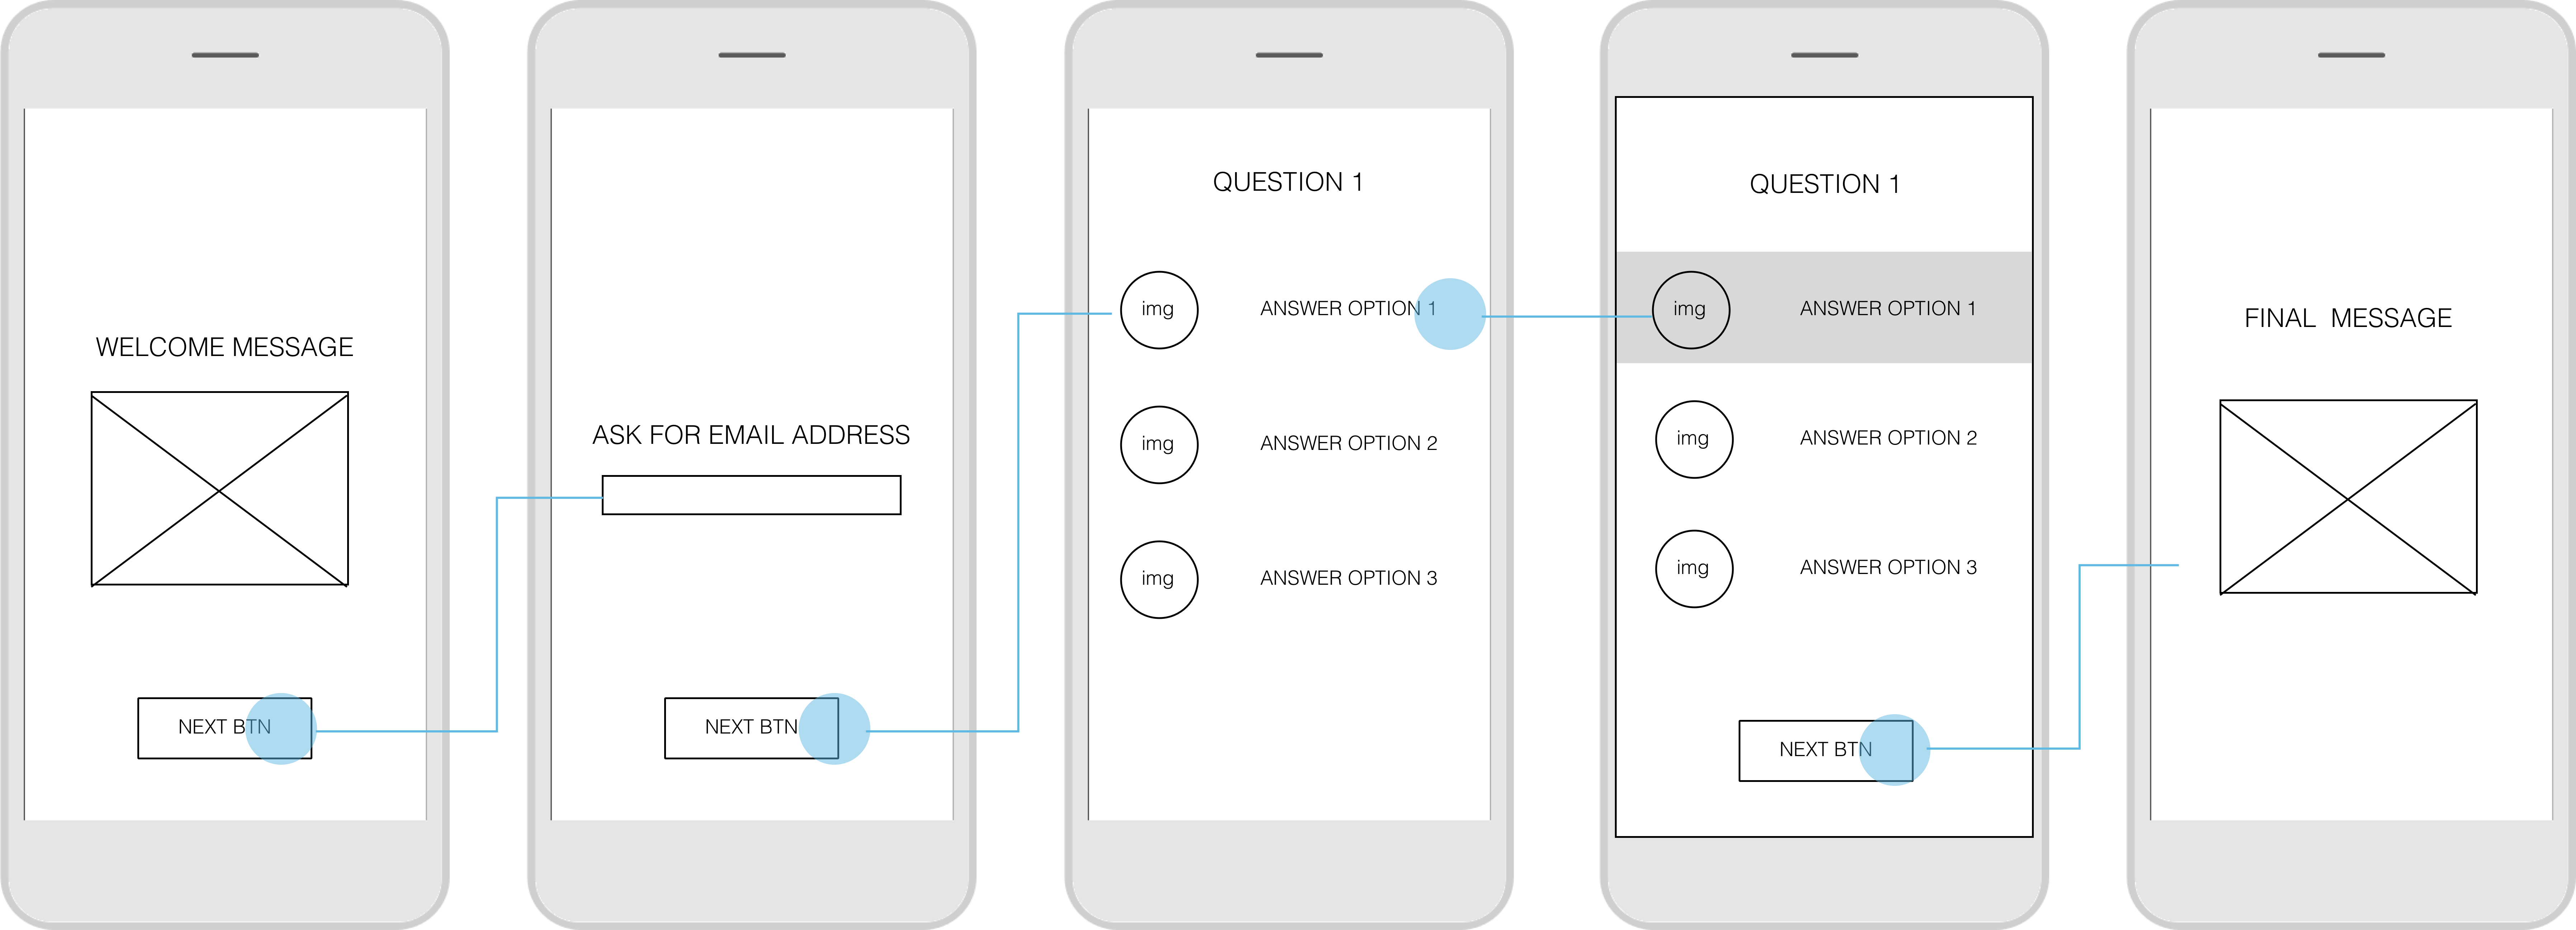 WELCOME MESSAGE
NEXT BTN
ASK FOR EMAIL ADDRESS
NEXT BTN
QUESTION 1
img ANSWER OPTION 1
img ANSWER OPTION 2
img ANSWER OPTION 3
QUESTION 1
img ANSWER OPTION 1
img ANSWER OPTION 2
img ANSWER OPTION 3
NEXT BTN
FINAL MESSAGE